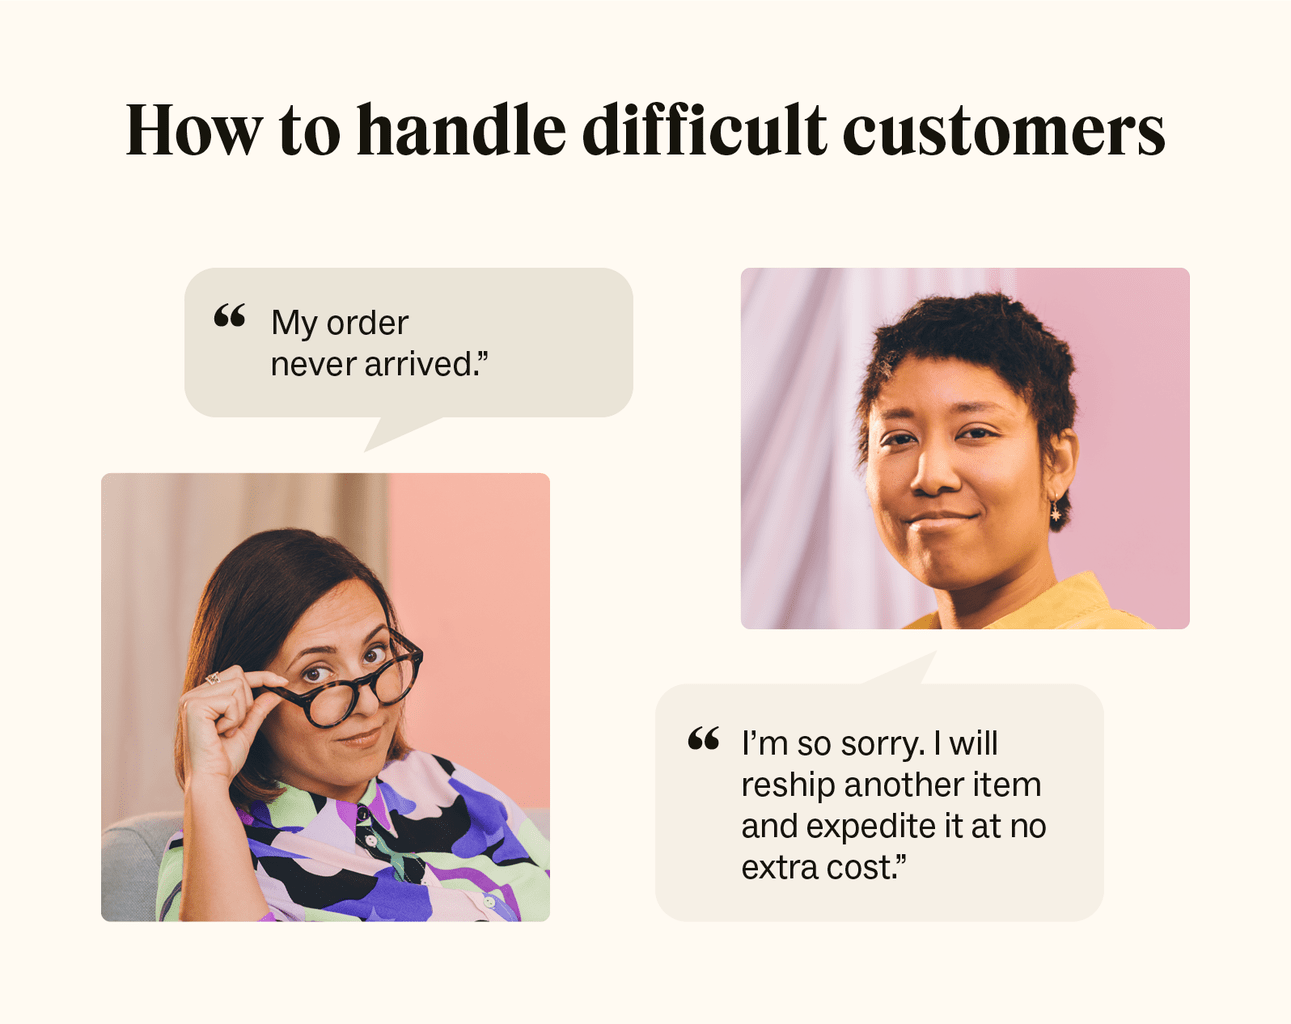 How to handle difficult customers
“ My order
never arrived.”
“ I’m so sorry. I will
reship another item
and expedite it at no
extra cost.”